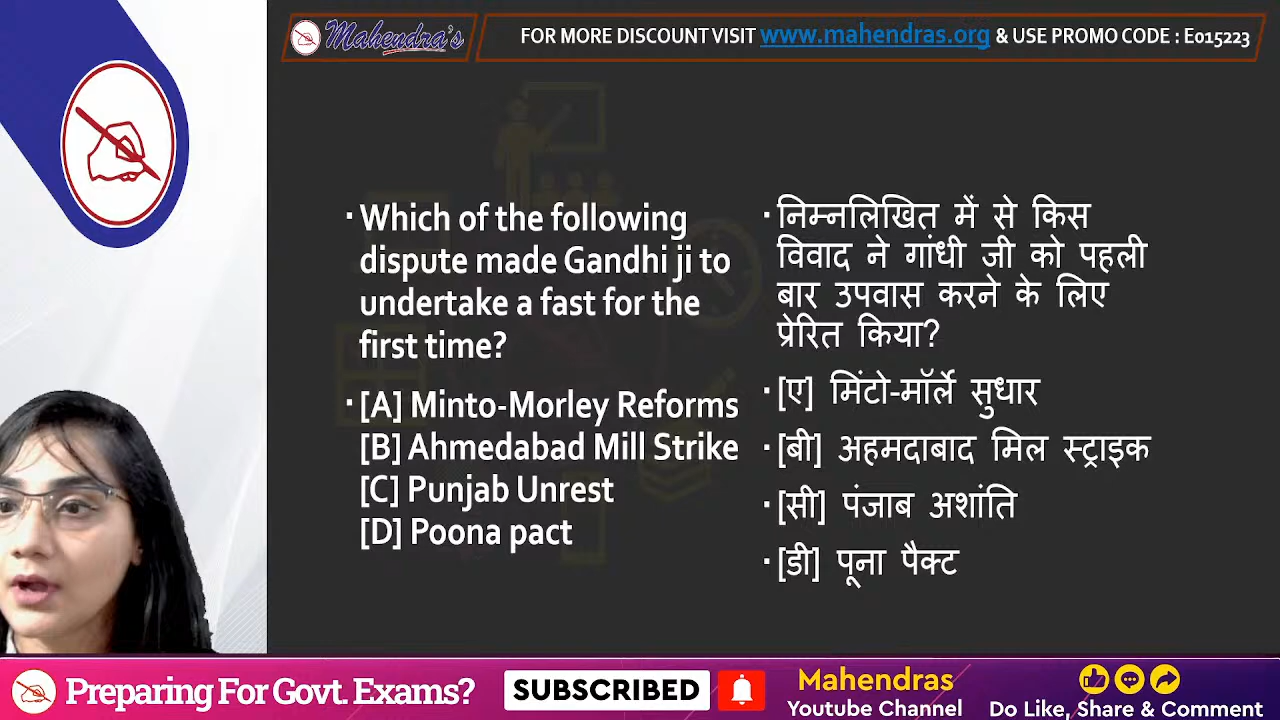 Mahendra's
FOR MORE DISCOUNT VISIT www.mahendras.org & USE PROMO CODE : E015223
· Which of the following
dispute made Gandhi ji to
undertake a fast for the
first time?
· [A] Minto-Morley Reforms
[B] Ahmedabad Mill Strike
[C] Punjab Unrest
[D] Poona pact
· निम्नलिखित में से किस
विवाद ने गांधी जी को पहली
बार उपवास करने के लिए
प्रेरित किया?
· [ए] मिंटो-मॉर्ले सुधार
· [बी] अहमदाबाद मिल स्ट्राइक
· [सी] पंजाब अशांति
· [डी] पूना पैक्ट
Preparing For Govt. Exams?
SUBSCRIBED
Mahendras
Youtube Channel
Do Like, Share & Comment